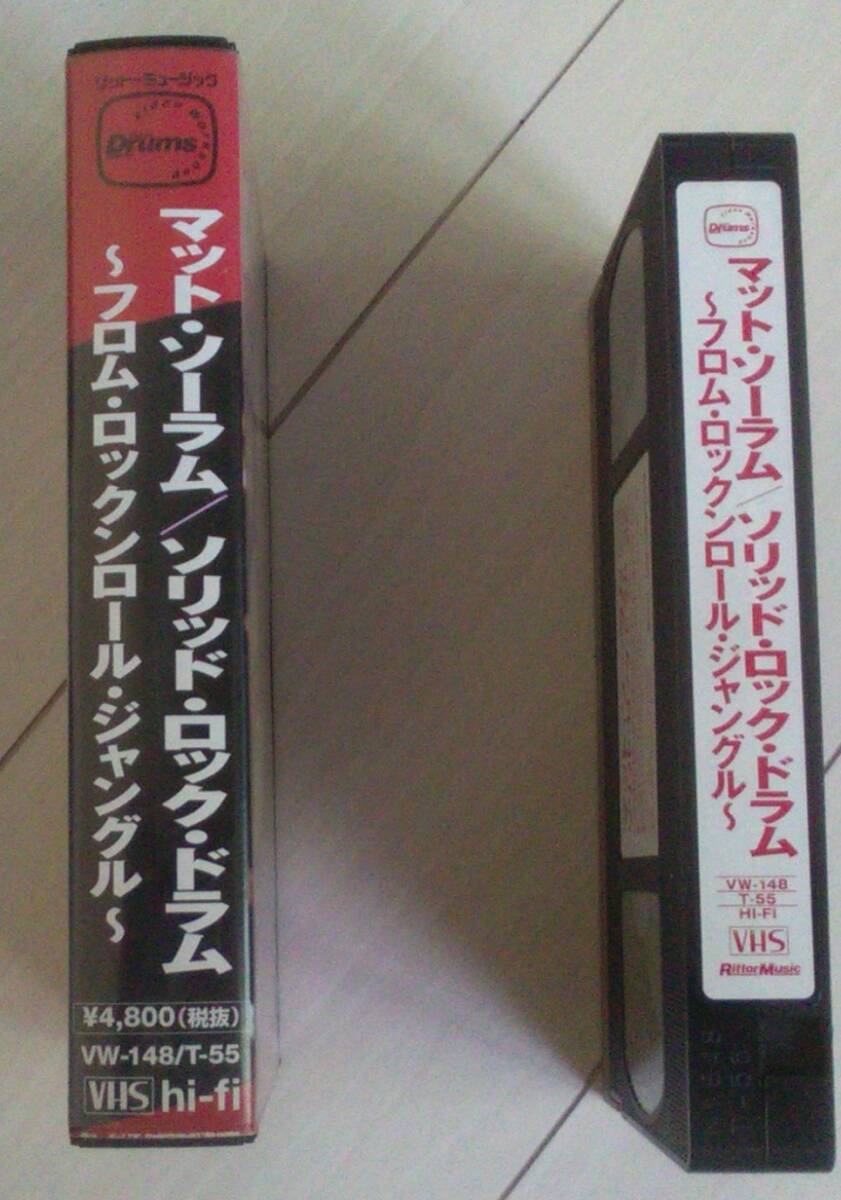 リットーミュージック
Video Workshop
Drums
マット・ソーラム/ソリッド・ロック・ドラム
〜フロム・ロックンロール・ジャングル〜
¥4,800(税抜)
VW-148/T-55
VHS hi-fi
Video Workshop
Drums
マット・ソーラム/ソリッド・ロック・ドラム
〜フロム・ロックンロール・ジャングル〜
VW-148
T-55
HI-FI
VHS
RittorMusic